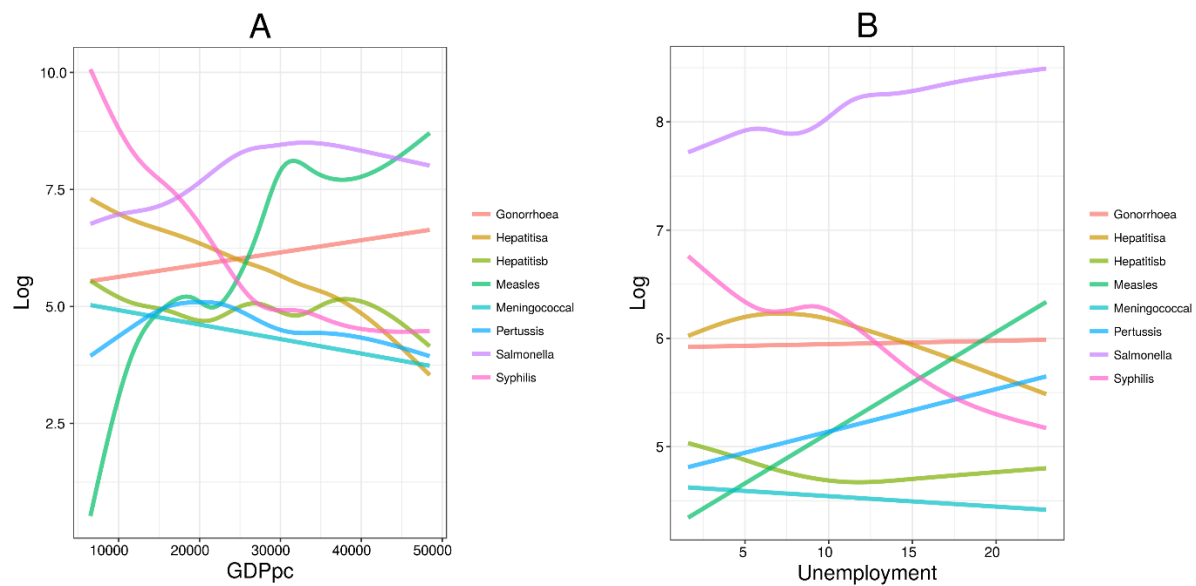 A
10.0
7.5
5.0
2.5
Log
10000 20000 30000 40000 50000
GDPpc
Gonorrhoea
Hepatitisa
Hepatitisb
Measles
Meningococcal
Pertussis
Salmonella
Syphilis
B
8
7
6
5
Log
5 10 15 20
Unemployment
Gonorrhoea
Hepatitisa
Hepatitisb
Measles
Meningococcal
Pertussis
Salmonella
Syphilis